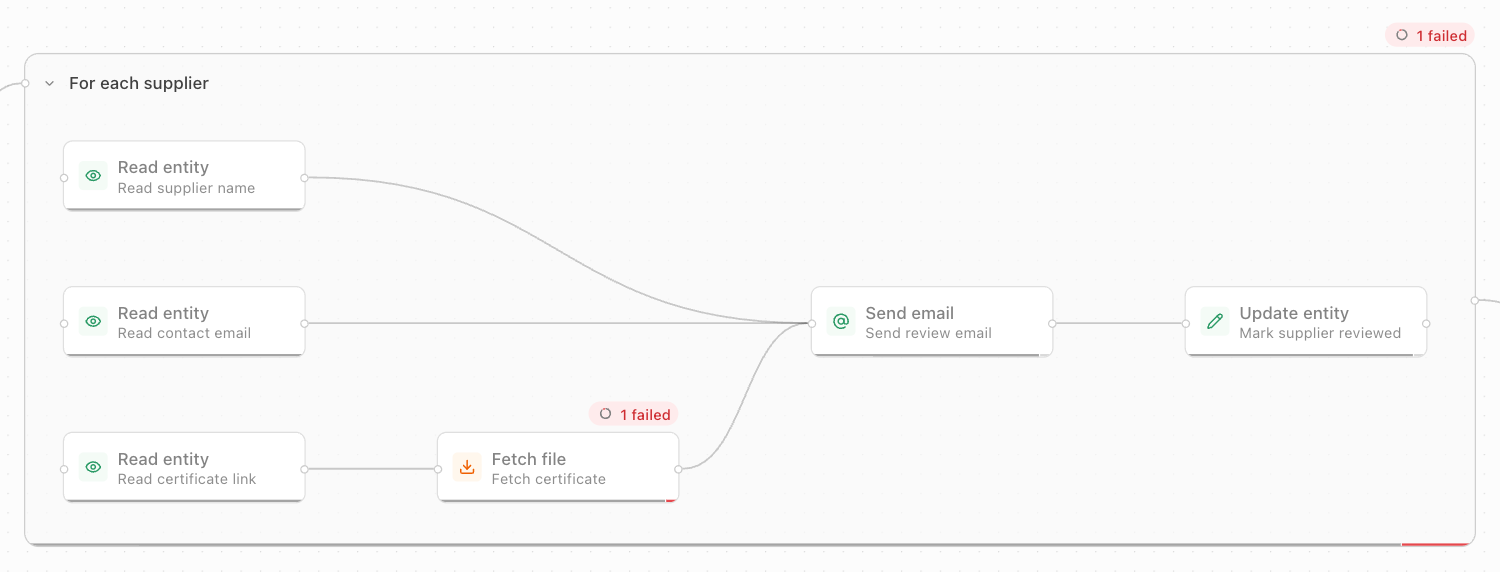 1 failed
For each supplier
Read entity
Read supplier name
Read entity
Read contact email
Send email
Send review email
Update entity
Mark supplier reviewed
1 failed
Read entity
Read certificate link
Fetch file
Fetch certificate